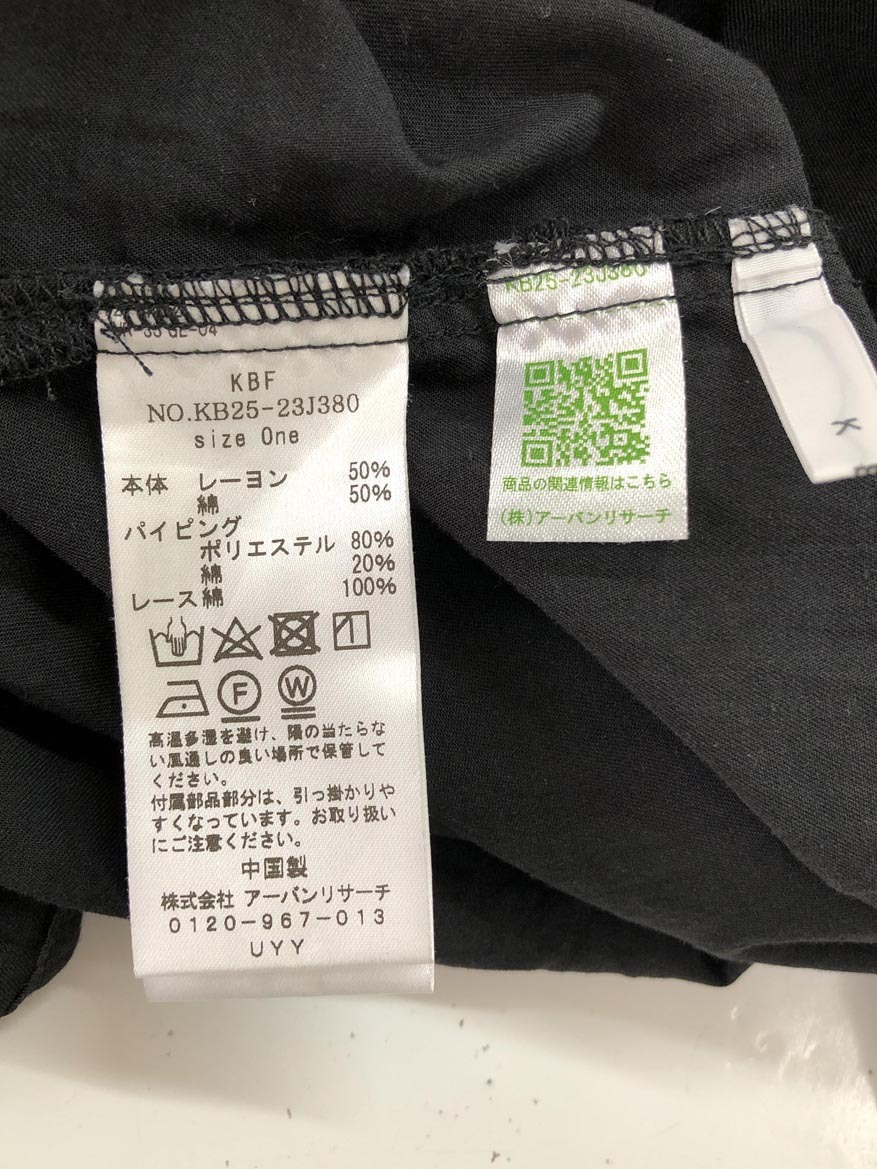 KBF
NO.KB25-23J380
size One
本体 レーヨン 50%
綿 50%
パイピング
ポリエステル 80%
綿 20%
レース綿 100%
F W
高温多湿を避け、陽の当たらな
い風通しの良い場所で保管して
ください。
付属部品部分は、引っ掛かりや
すくなっています。お取り扱い
にご注意ください。
中国製
株式会社 アーバンリサーチ
0120-967-013
UYY
KB25-23J380
商品の関連情報はこちら
(株)アーバンリサーチ
K